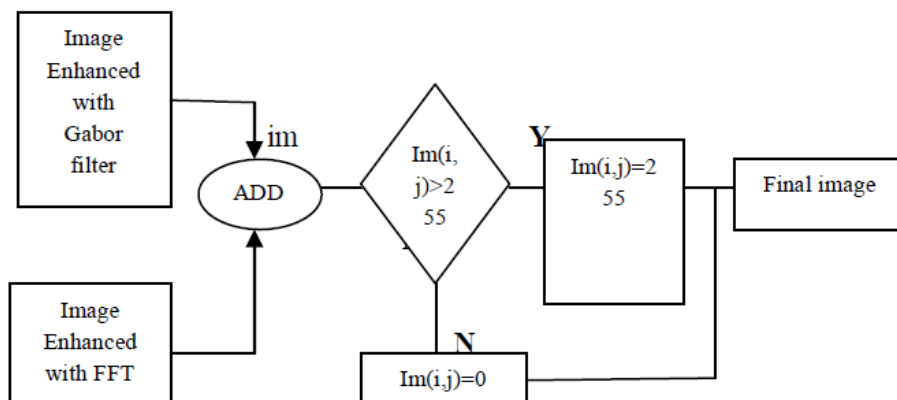 Image
Enhanced
with
Gabor
filter
im
ADD
Im(i,
j)>2
55
Y
Im(i,j)=2
55
Final image
Image
Enhanced
with FFT
N
Im(i,j)=0